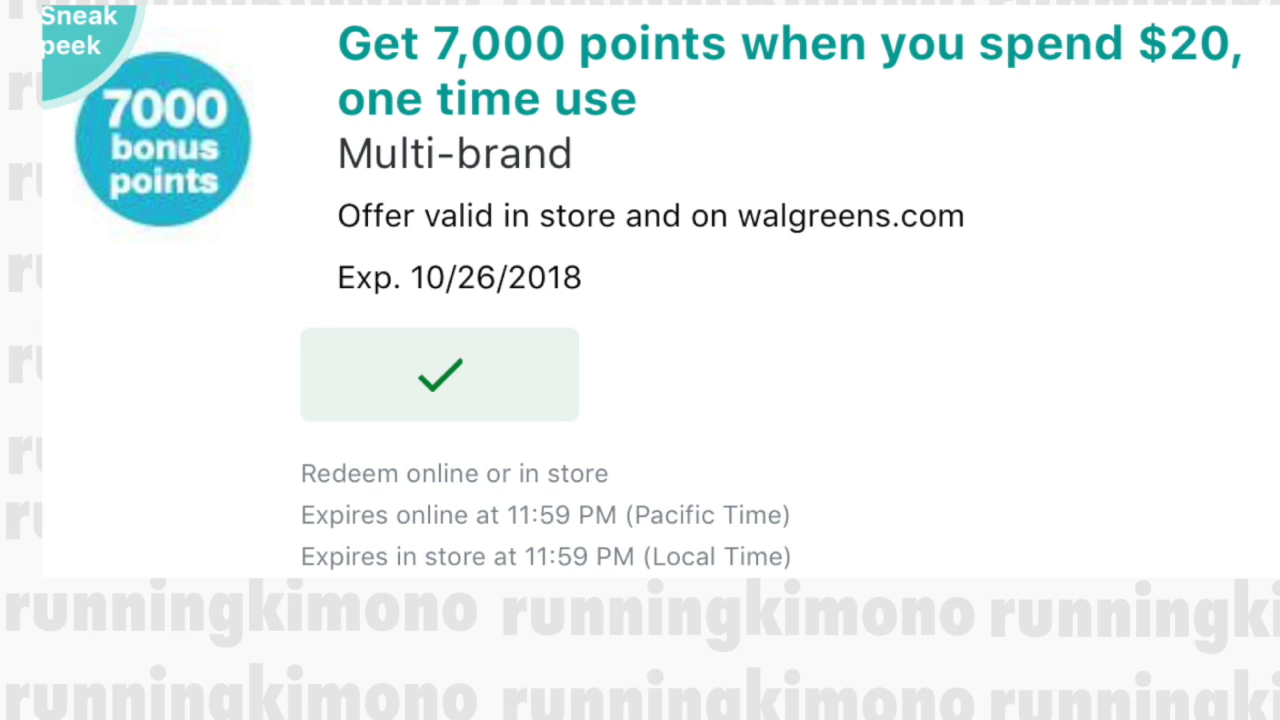 Sneak
peek
7000
bonus
points
Get 7,000 points when you spend $20,
one time use
Multi-brand
Offer valid in store and on walgreens.com
Exp. 10/26/2018
Redeem online or in store
Expires online at 11:59 PM (Pacific Time)
Expires in store at 11:59 PM (Local Time)
runningkimono runningkimono runningki
runningkimono runningkimono runningki